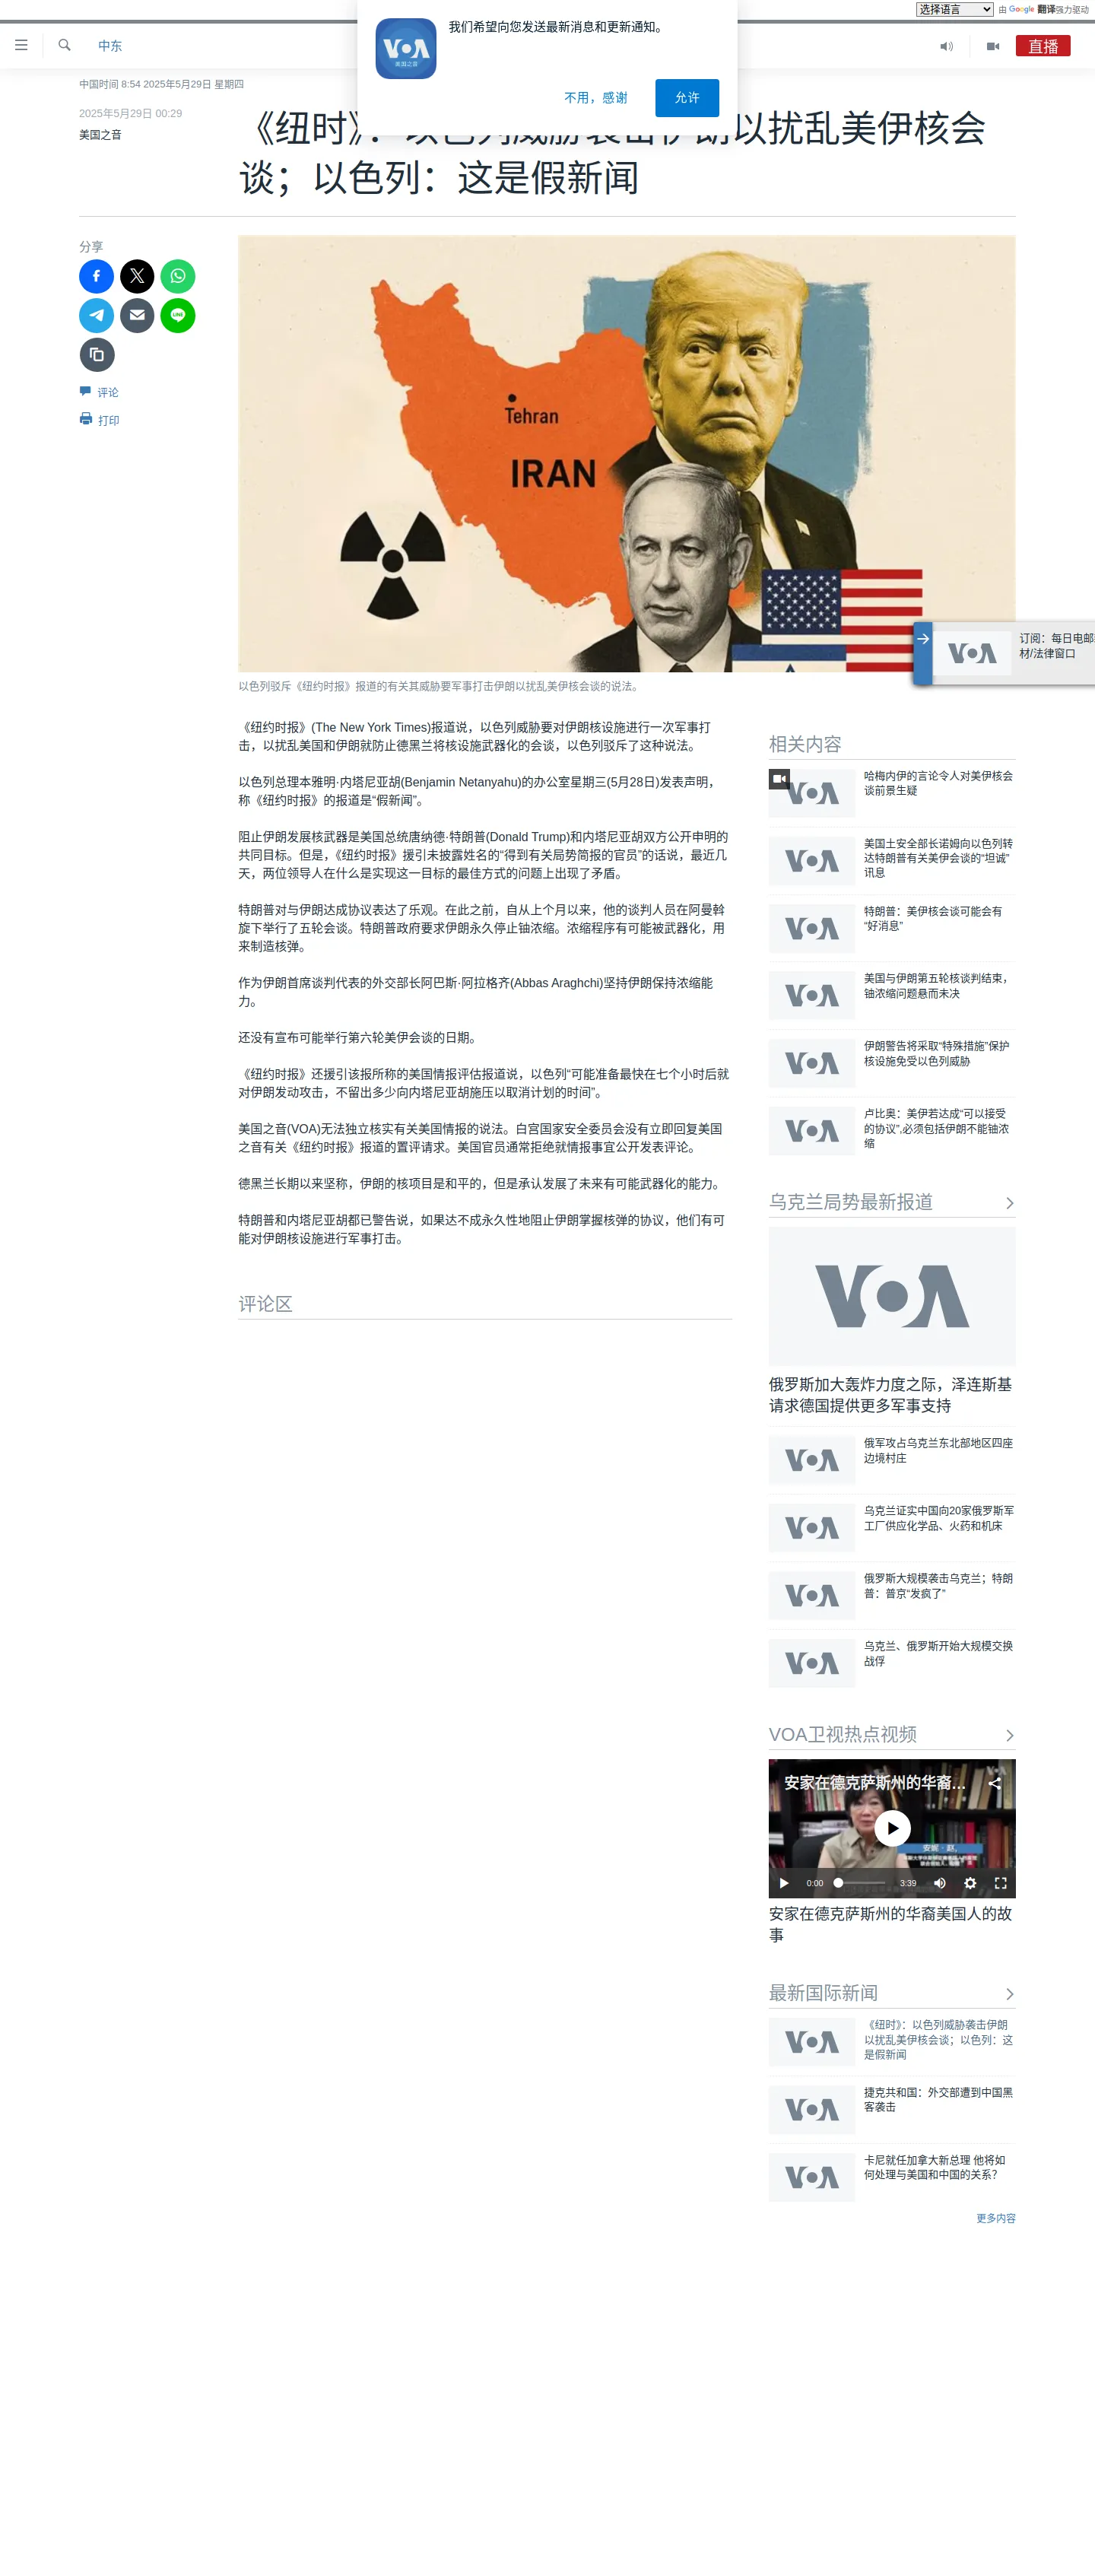 选择语言
由 Google 翻译强力驱动
我们希望向您发送最新消息和更新通知。
VOA
美国之音
不用，感谢
允许
中东
直播
中国时间 8:54 2025年5月29日 星期四
2025年5月29日 00:29
美国之音
《纽时》：以色列威胁袭击伊朗以扰乱美伊核会
谈；以色列：这是假新闻
分享
LINE
评论
打印
Tehran
IRAN
VOA
订阅：每日电邮
材/法律窗口
以色列驳斥《纽约时报》报道的有关其威胁要军事打击伊朗以扰乱美伊核会谈的说法。
《纽约时报》(The New York Times)报道说，以色列威胁要对伊朗核设施进行一次军事打
击，以扰乱美国和伊朗就防止德黑兰将核设施武器化的会谈，以色列驳斥了这种说法。
以色列总理本雅明·内塔尼亚胡(Benjamin Netanyahu)的办公室星期三(5月28日)发表声明，
称《纽约时报》的报道是“假新闻”。
阻止伊朗发展核武器是美国总统唐纳德·特朗普(Donald Trump)和内塔尼亚胡双方公开申明的
共同目标。但是，《纽约时报》援引未披露姓名的“得到有关局势简报的官员”的话说，最近几
天，两位领导人在什么是实现这一目标的最佳方式的问题上出现了矛盾。
特朗普对与伊朗达成协议表达了乐观。在此之前，自从上个月以来，他的谈判人员在阿曼斡
旋下举行了五轮会谈。特朗普政府要求伊朗永久停止铀浓缩。浓缩程序有可能被武器化，用
来制造核弹。
作为伊朗首席谈判代表的外交部长阿巴斯·阿拉格齐(Abbas Araghchi)坚持伊朗保持浓缩能
力。
还没有宣布可能举行第六轮美伊会谈的日期。
《纽约时报》还援引该报所称的美国情报评估报道说，以色列“可能准备最快在七个小时后就
对伊朗发动攻击，不留出多少向内塔尼亚胡施压以取消计划的时间”。
美国之音(VOA)无法独立核实有关美国情报的说法。白宫国家安全委员会没有立即回复美国
之音有关《纽约时报》报道的置评请求。美国官员通常拒绝就情报事宜公开发表评论。
德黑兰长期以来坚称，伊朗的核项目是和平的，但是承认发展了未来有可能武器化的能力。
特朗普和内塔尼亚胡都已警告说，如果达不成永久性地阻止伊朗掌握核弹的协议，他们有可
能对伊朗核设施进行军事打击。
评论区
相关内容
VOA
哈梅内伊的言论令人对美伊核会
谈前景生疑
VOA
美国土安全部长诺姆向以色列转
达特朗普有关美伊会谈的“坦诚”
讯息
VOA
特朗普：美伊核会谈可能会有
“好消息”
VOA
美国与伊朗第五轮核谈判结束，
铀浓缩问题悬而未决
VOA
伊朗警告将采取“特殊措施”保护
核设施免受以色列威胁
VOA
卢比奥：美伊若达成“可以接受
的协议”,必须包括伊朗不能铀浓
缩
乌克兰局势最新报道
VOA
俄罗斯加大轰炸力度之际，泽连斯基
请求德国提供更多军事支持
VOA
俄军攻占乌克兰东北部地区四座
边境村庄
VOA
乌克兰证实中国向20家俄罗斯军
工厂供应化学品、火药和机床
VOA
俄罗斯大规模袭击乌克兰；特朗
普：普京“发疯了”
VOA
乌克兰、俄罗斯开始大规模交换
战俘
VOA卫视热点视频
安家在德克萨斯州的华裔…
VOA
0:00
3:39
安家在德克萨斯州的华裔美国人的故
事
最新国际新闻
VOA
《纽时》：以色列威胁袭击伊朗
以扰乱美伊核会谈；以色列：这
是假新闻
VOA
捷克共和国：外交部遭到中国黑
客袭击
VOA
卡尼就任加拿大新总理 他将如
何处理与美国和中国的关系？
更多内容